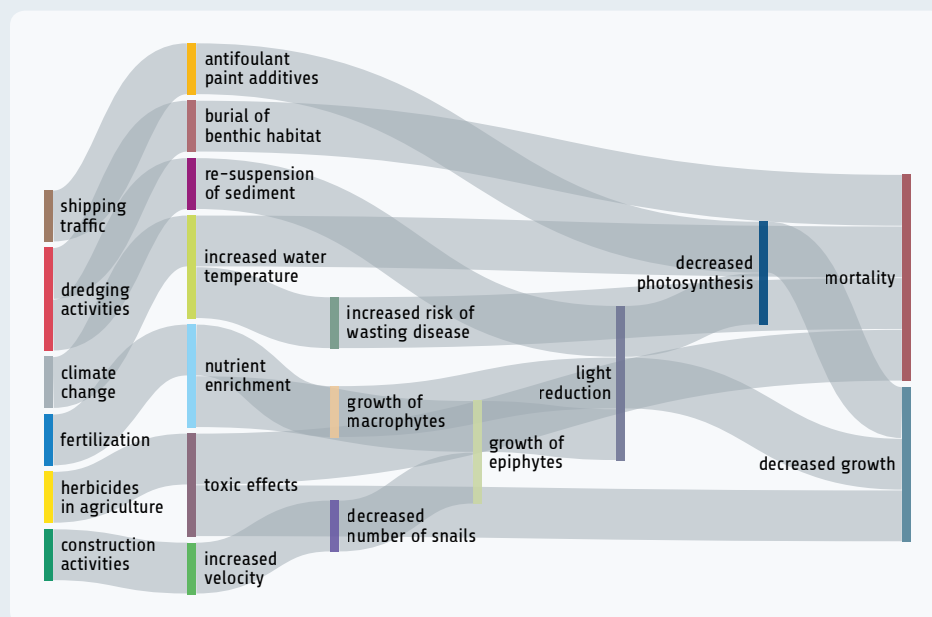 antifoulant
paint additives
burial of
benthic habitat
re-suspension
of sediment
shipping
traffic
increased water
temperature
decreased
photosynthesis
mortality
dredging
activities
increased risk of
wasting disease
climate
change
nutrient
enrichment
light
reduction
growth of
macrophytes
fertilization
growth of
epiphytes
decreased growth
herbicides
in agriculture
toxic effects
decreased
number of snails
construction
activities
increased
velocity